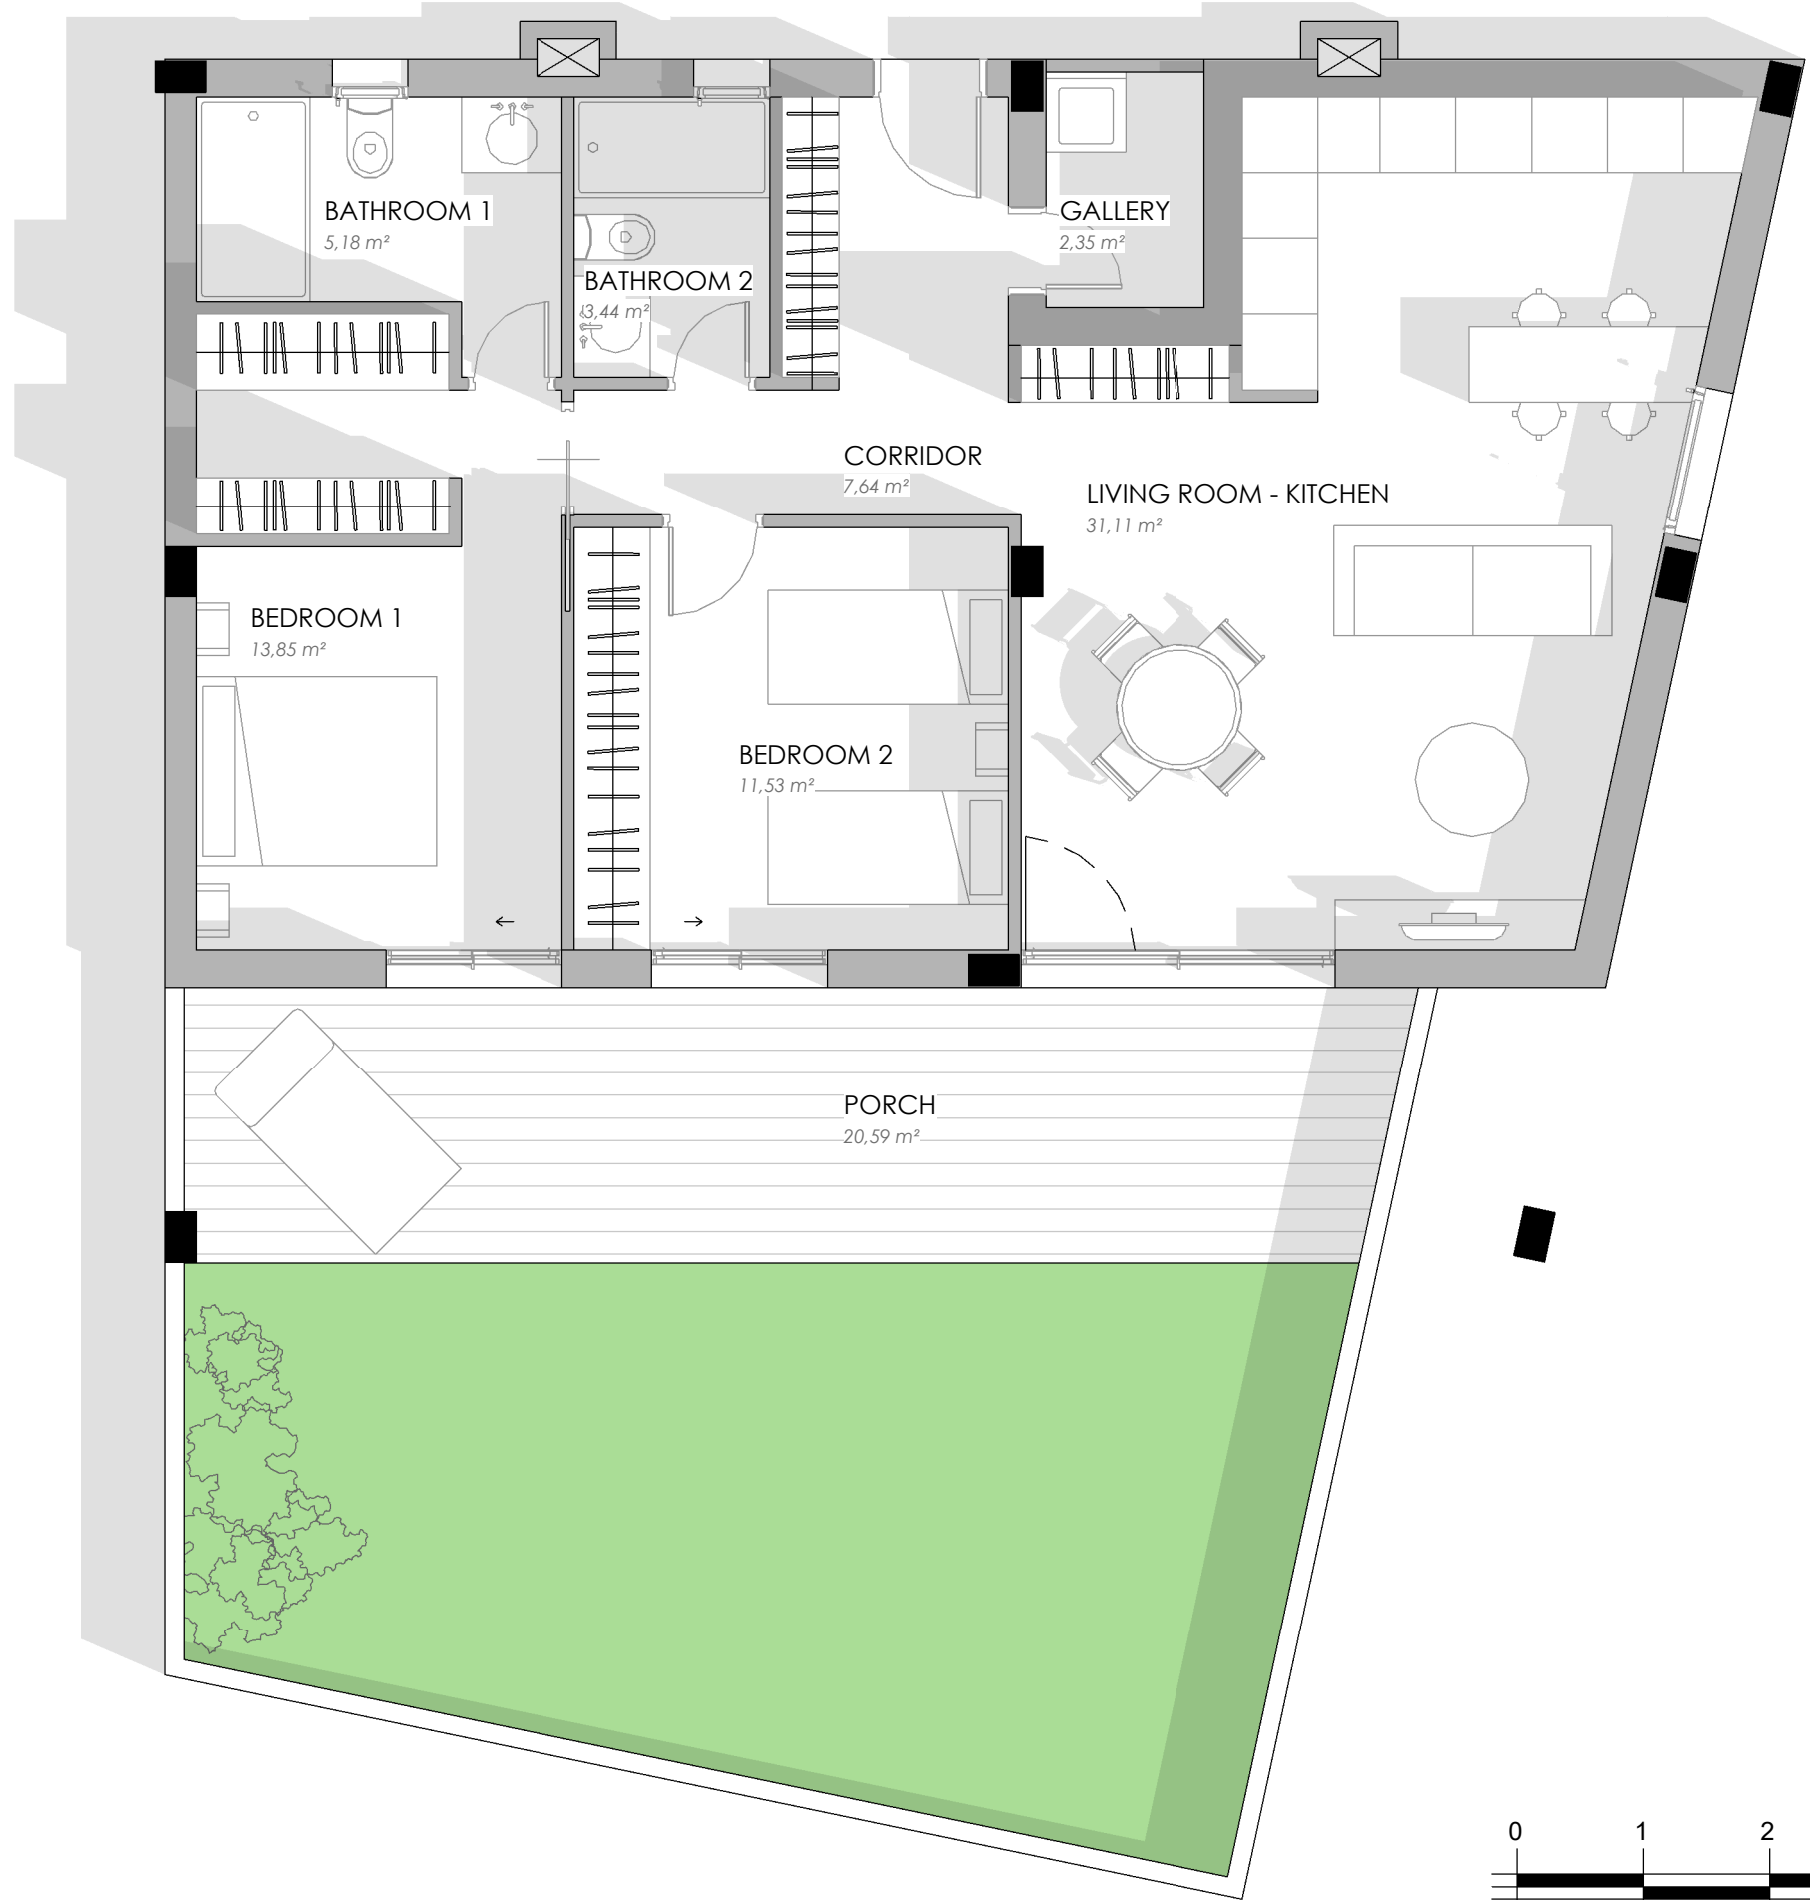 BATHROOM 1
5,18 m²
BATHROOM 2
3,44 m²
GALLERY
2,35 m²
CORRIDOR
7,64 m²
LIVING ROOM - KITCHEN
31,11 m²
BEDROOM 1
13,85 m²
BEDROOM 2
11,53 m²
PORCH
20,59 m²
0 1 2